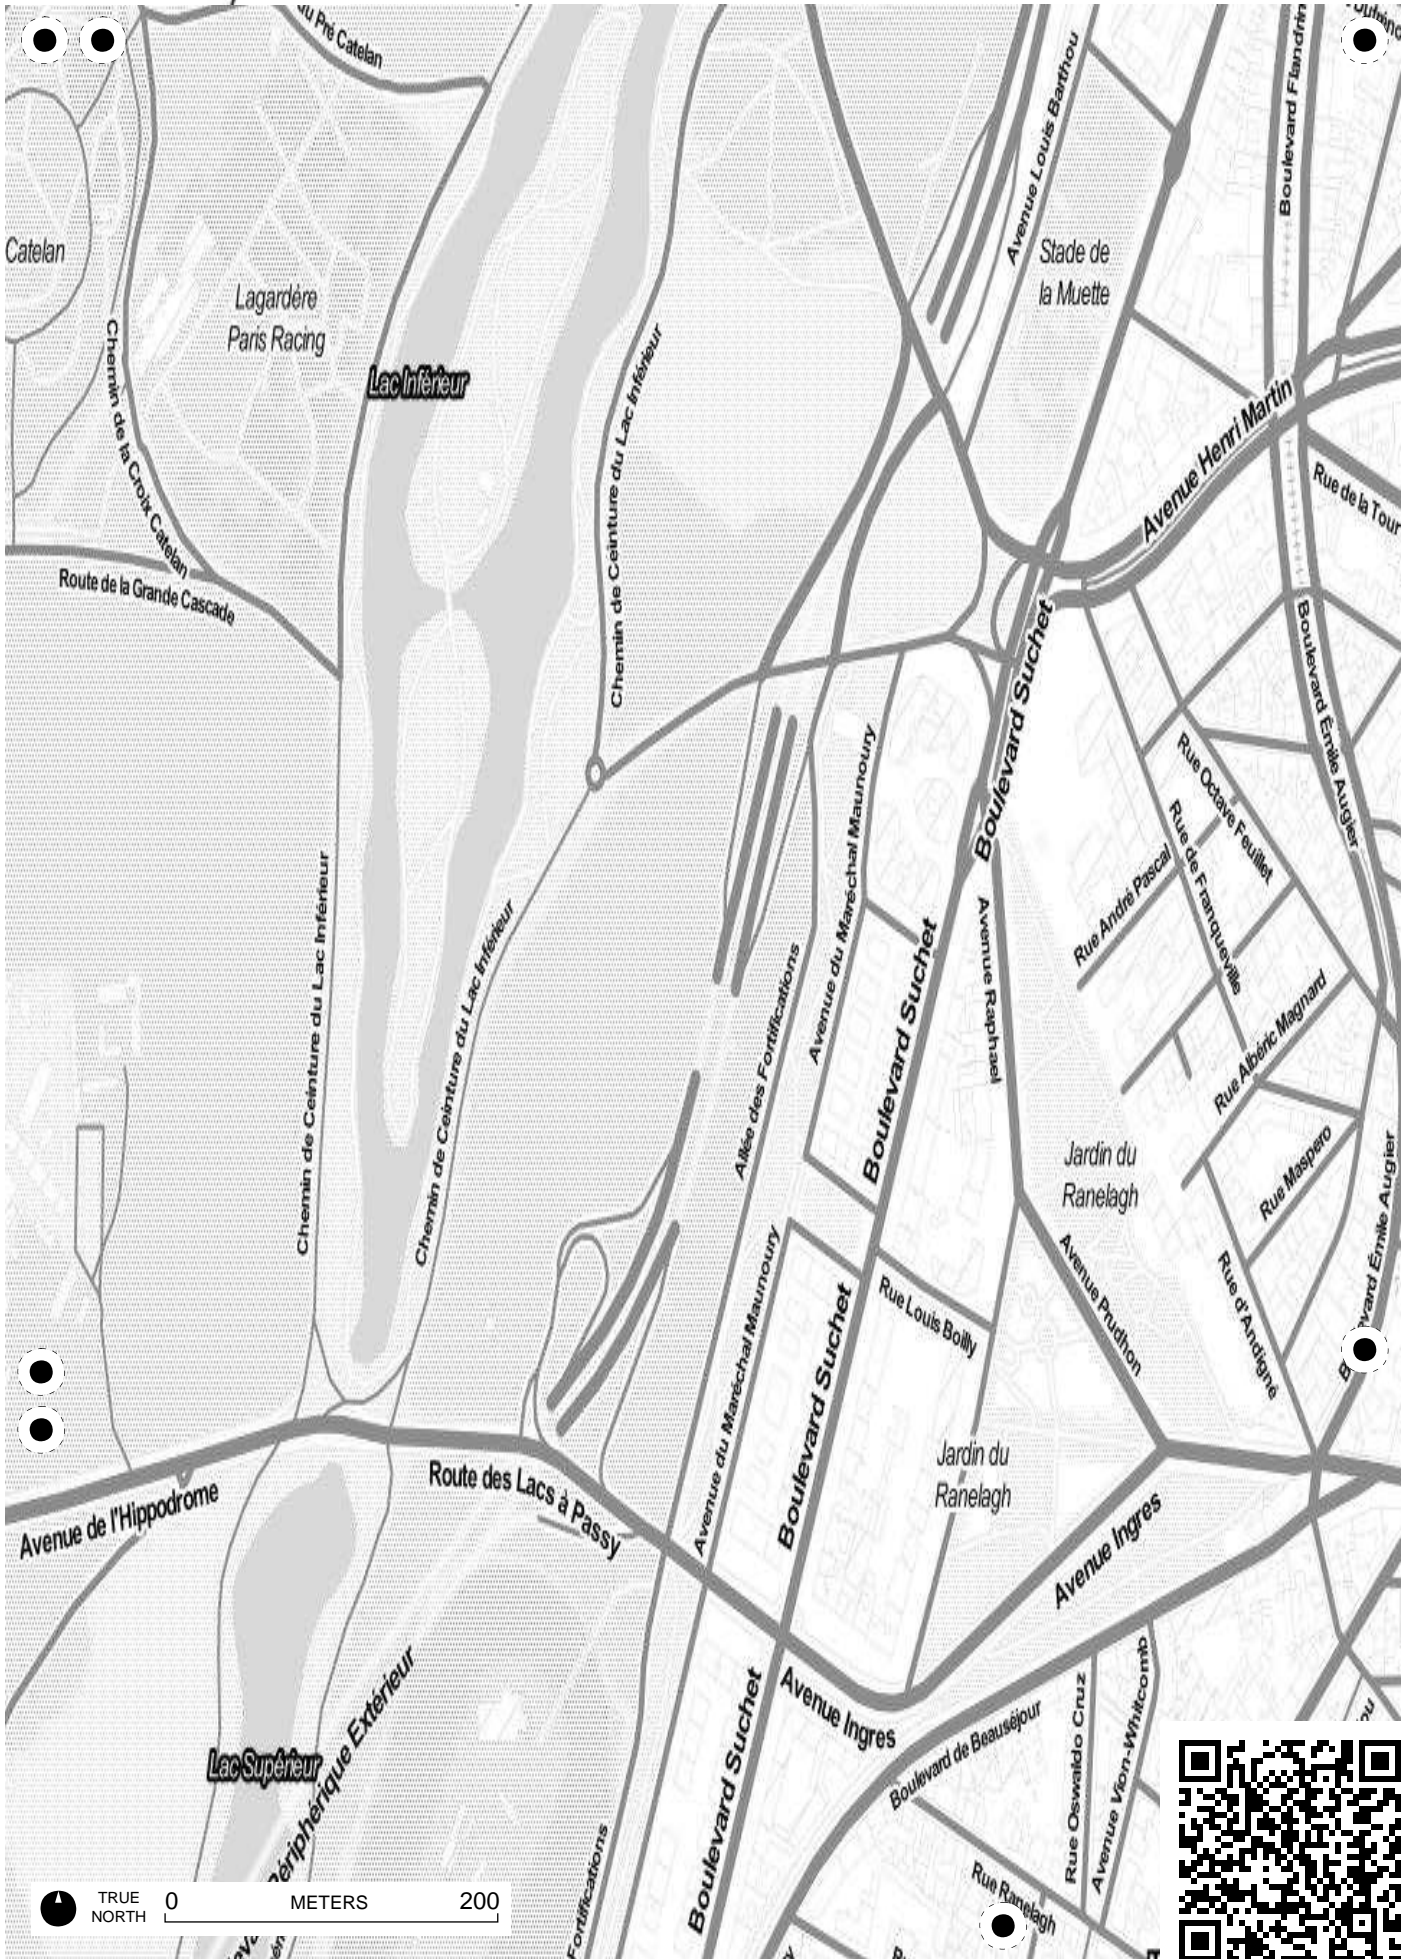 au Pré Catelan
Avenue Louis Barthou
Boulevard Flandrin
Catelan
Stade de
la Muette
Lagardère
Paris Racing
Lac Inférieur
Chemin de la Croix Catelan
Chemin de Ceinture du Lac Inférieur
Avenue Henri Martin
Rue de la Tour
Route de la Grande Cascade
Boulevard Suchet
Boulevard Émile Augier
Rue Octave Feuillet
Avenue du Maréchal Maunoury
Rue de Franqueville
Rue André Pascal
Chemin de Ceinture du Lac Inférieur
Chemin de Ceinture du Lac Inférieur
Allée des Fortifications
Boulevard Suchet
Avenue Raphael
Rue Albéric Magnard
Jardin du
Ranelagh
Rue Maspero
Avenue du Maréchal Maunoury
Boulevard Suchet
Rue Louis Boilly
Avenue Prudhon
Rue d'Andigné
evard Émile Augier
Jardin du
Ranelagh
Route des Lacs à Passy
Avenue de l'Hippodrome
Avenue Ingres
Lac Supérieur
Périphérique Extérieur
Boulevard Suchet
Avenue Ingres
Boulevard de Beauséjour
Rue Oswaldo Cruz
Avenue Vion-Whitcomb
Rue Ranelagh
Fortifications
TRUE
NORTH
0 METERS 200